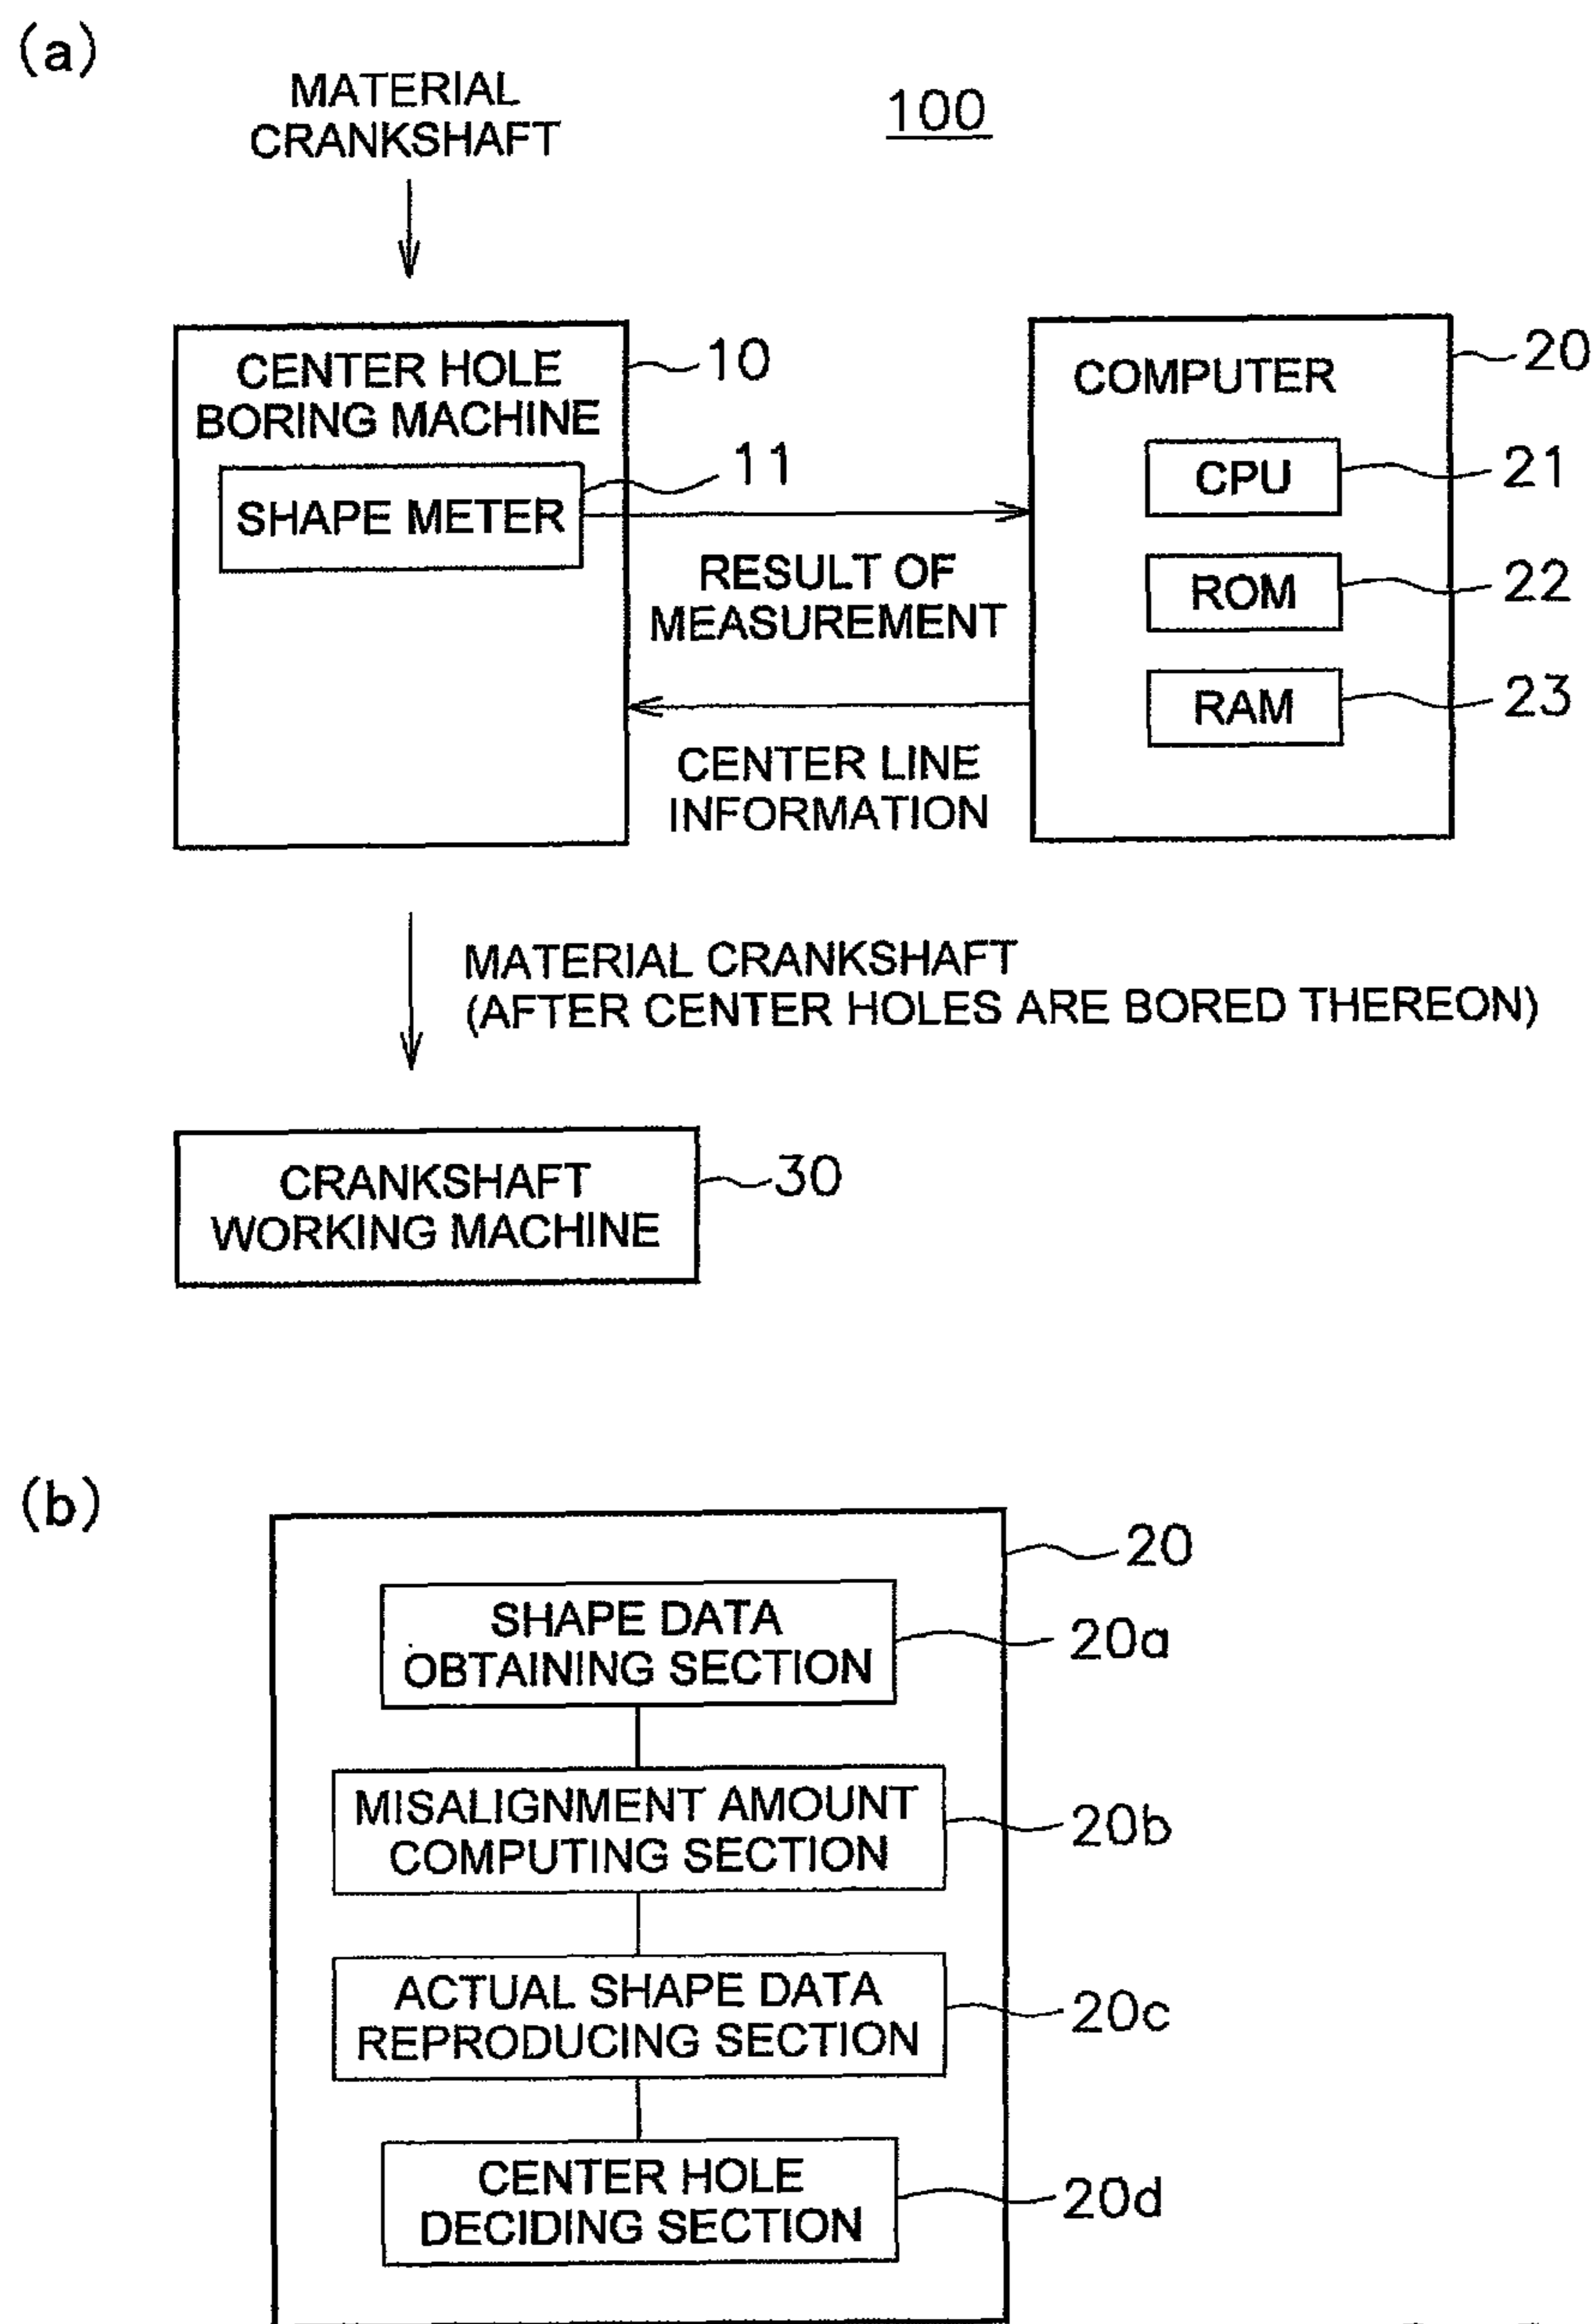 (a)
MATERIAL
CRANKSHAFT
100
CENTER HOLE
BORING MACHINE
10
SHAPE METER
11
COMPUTER
20
CPU
21
ROM
22
RAM
23
RESULT OF
MEASUREMENT
CENTER LINE
INFORMATION
MATERIAL CRANKSHAFT
(AFTER CENTER HOLES ARE BORED THEREON)
CRANKSHAFT
WORKING MACHINE
30
(b)
20
SHAPE DATA
OBTAINING SECTION
20a
MISALIGNMENT AMOUNT
COMPUTING SECTION
20b
ACTUAL SHAPE DATA
REPRODUCING SECTION
20c
CENTER HOLE
DECIDING SECTION
20d